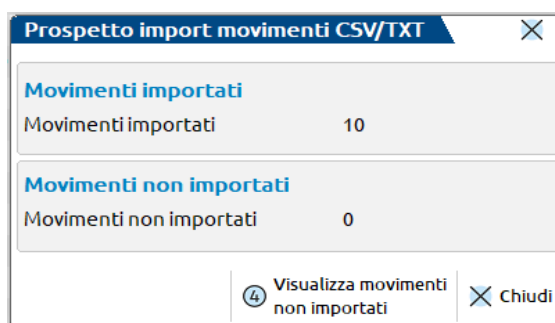 Prospetto import movimenti CSV/TXT
Movimenti importati
Movimenti importati 10
Movimenti non importati
Movimenti non importati 0
4 Visualizza movimenti
non importati
Chiudi